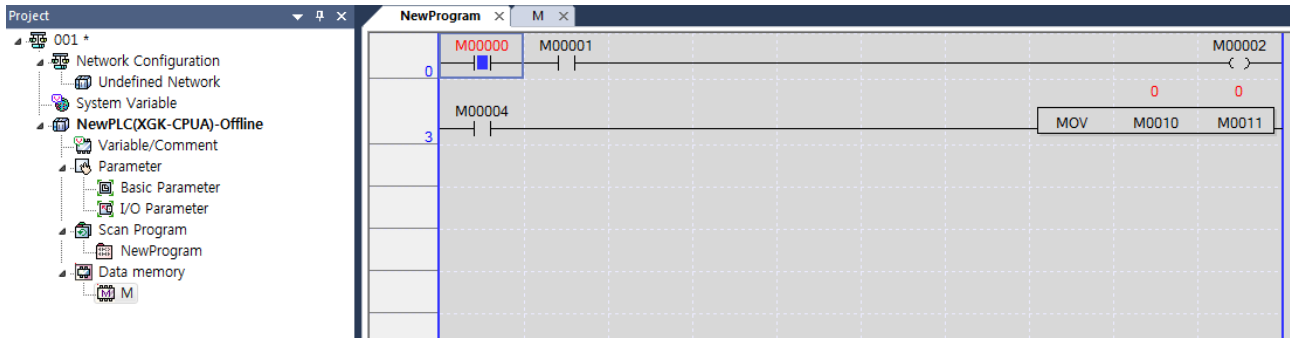 Project
001 *
Network Configuration
Undefined Network
System Variable
NewPLC(XGK-CPUA)-Offline
Variable/Comment
Parameter
Basic Parameter
I/O Parameter
Scan Program
NewProgram
Data memory
M
NewProgram M
M00000 M00001 M00002
0
0 0
M00004
MOV M0010 M0011
3